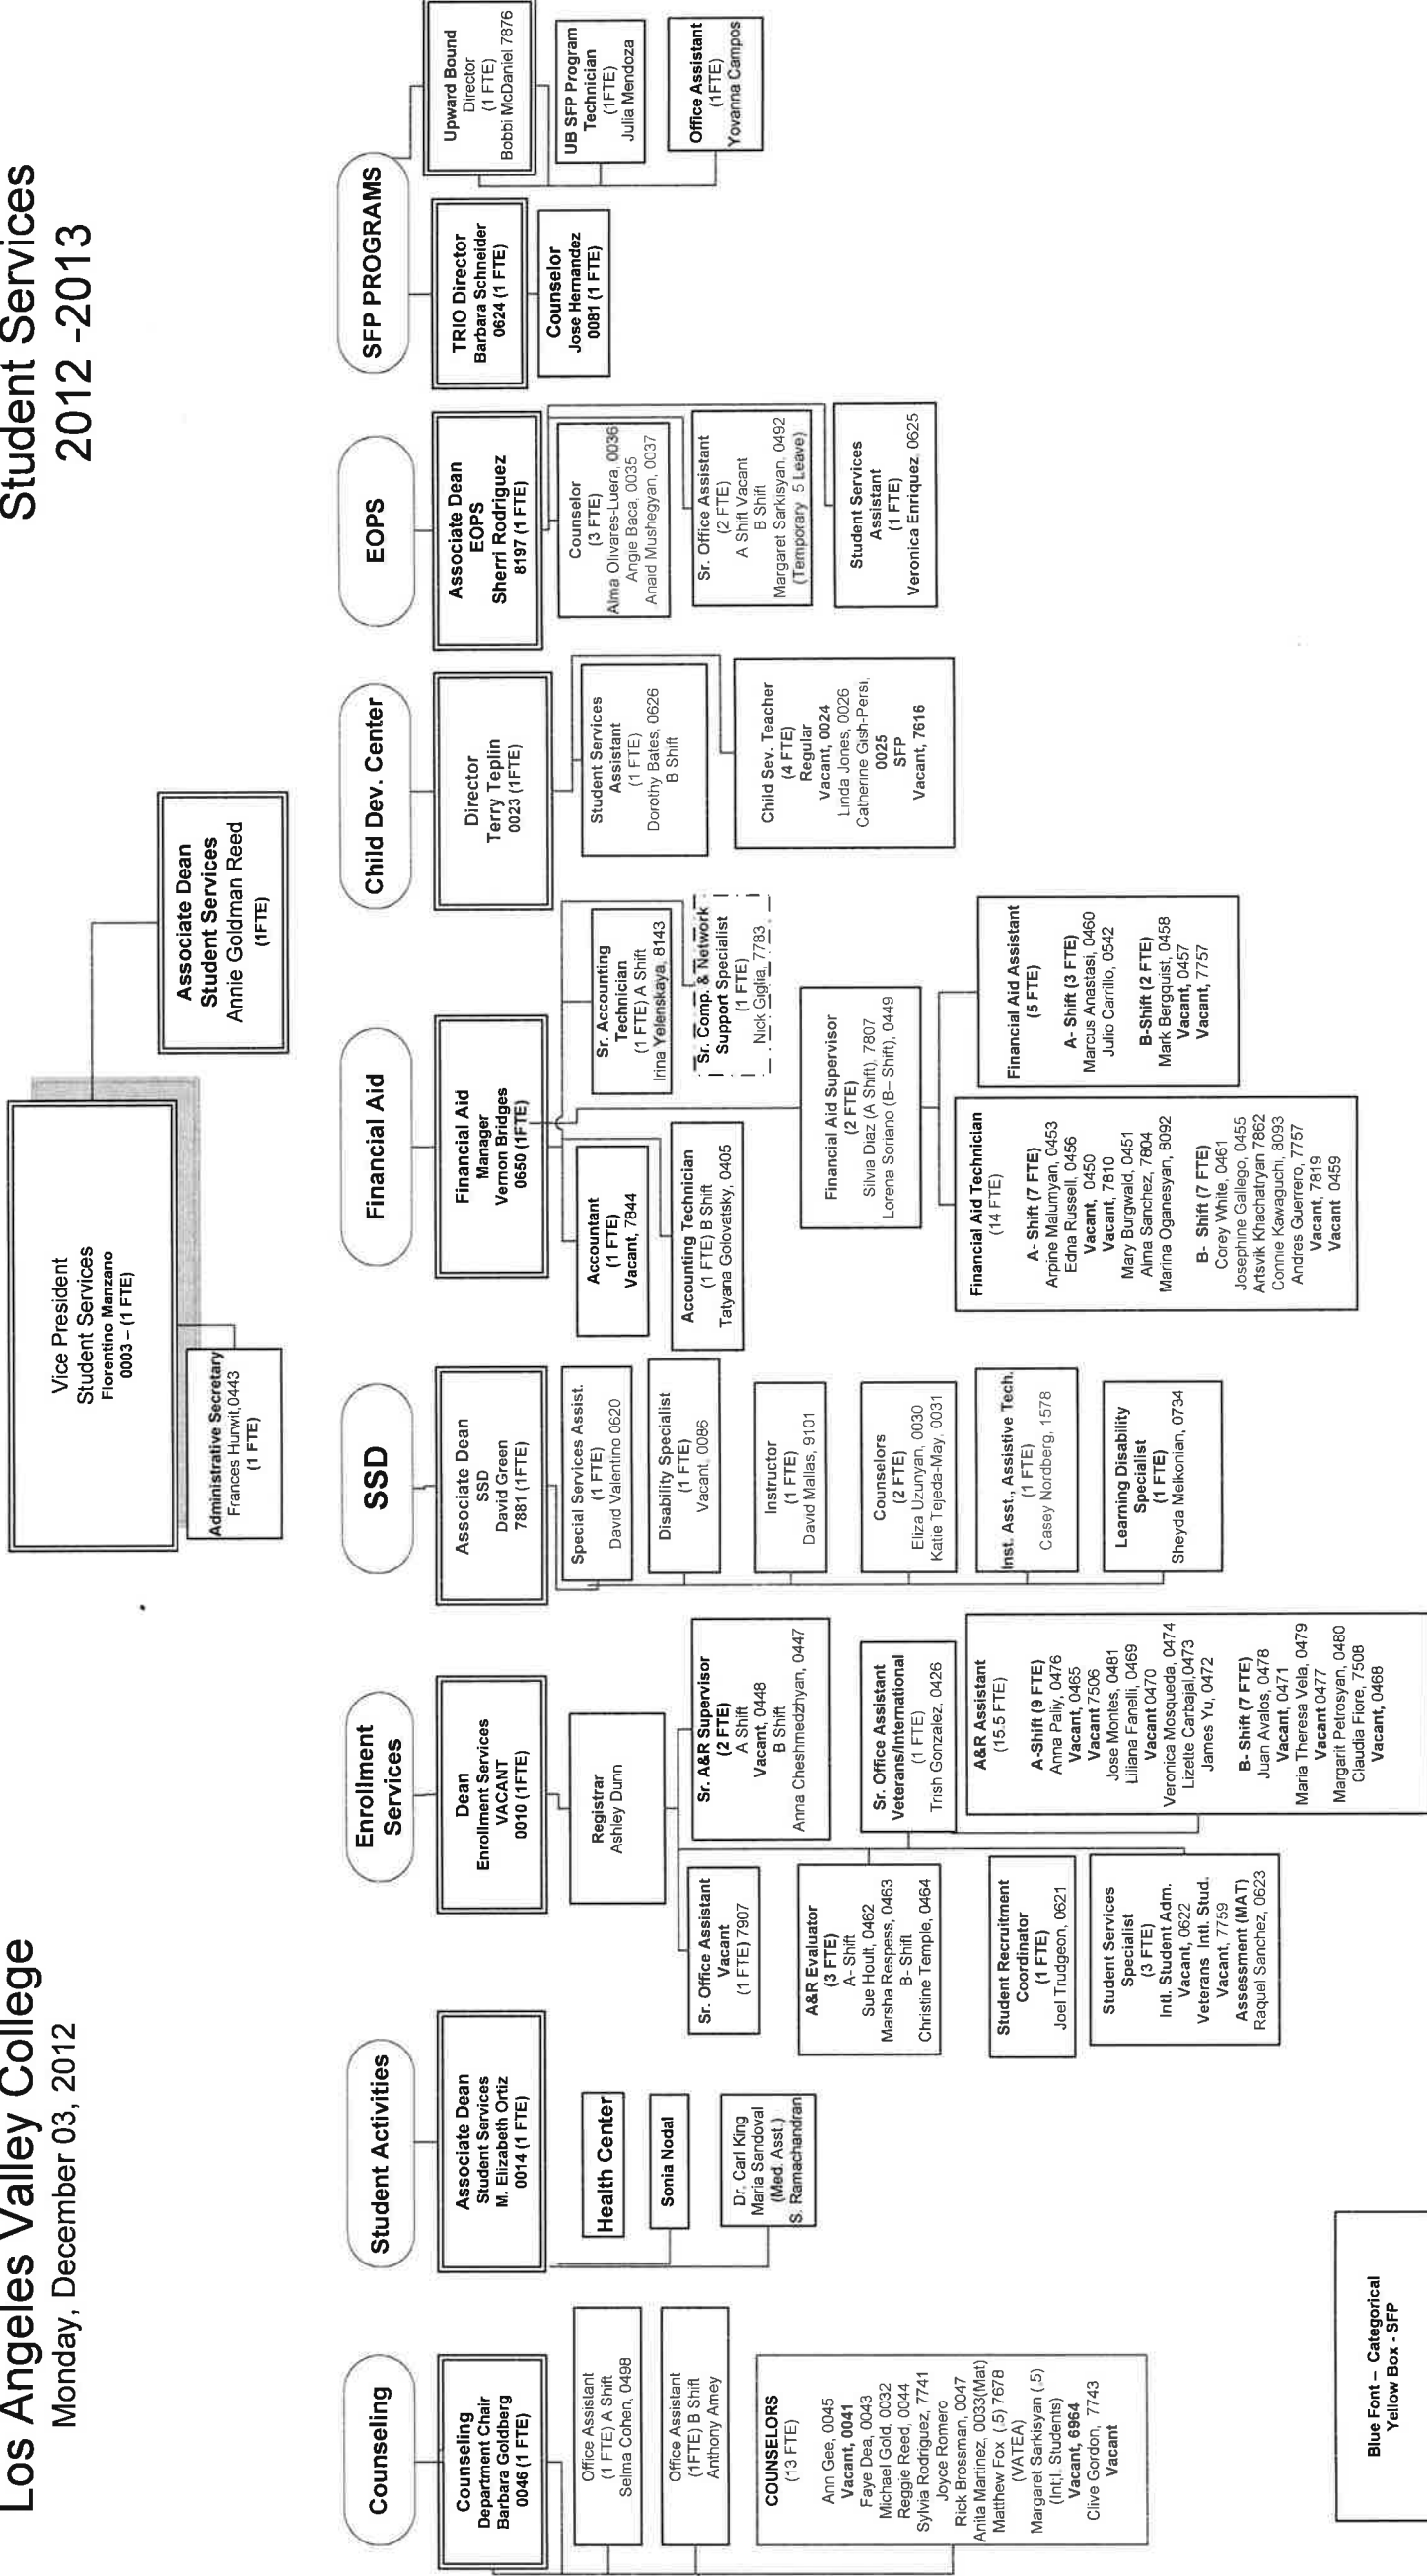 Los Angeles Valley College
Monday, December 03, 2012
Student Services
2012 -2013
Vice President
Student Services
Florentino Manzano
0003 – (1 FTE)
Administrative Secretary
Frances Hurwit,0443
(1 FTE)
Associate Dean
Student Services
Annie Goldman Reed
(1FTE)
Counseling
Counseling
Department Chair
Barbara Goldberg
0046 (1 FTE)
Office Assistant
(1 FTE) A Shift
Selma Cohen, 0498
Office Assistant
(1FTE) B Shift
Anthony Amey
COUNSELORS
(13 FTE)
Ann Gee, 0045
Vacant, 0041
Faye Dea, 0043
Michael Gold, 0032
Reggie Reed, 0044
Sylvia Rodriguez, 7741
Joyce Romero
Rick Brossman, 0047
Anita Martinez, 0033(Mat)
Matthew Fox (.5) 7678
(VATEA)
Margaret Sarkisyan (.5)
(Int;l. Students)
Vacant, 6964
Clive Gordon, 7743
Vacant
Student Activities
Associate Dean
Student Services
M. Elizabeth Ortiz
0014 (1 FTE)
Health Center
Sonia Nodal
Dr. Carl King
Maria Sandoval
(Med. Asst.)
S. Ramachandran
Enrollment
Services
Dean
Enrollment Services
VACANT
0010 (1FTE)
Registrar
Ashley Dunn
Sr. Office Assistant
Vacant
(1 FTE) 7907
A&R Evaluator
(3 FTE)
A- Shift
Sue Hoult, 0462
Marsha Respess, 0463
B- Shift
Christine Temple, 0464
Student Recruitment
Coordinator
(1 FTE)
Joel Trudgeon, 0621
Student Services
Specialist
(3 FTE)
Intl. Student Adm.
Vacant, 0622
Veterans Intl. Stud.
Vacant, 7759
Assessment (MAT)
Raquel Sanchez, 0623
Sr. A&R Supervisor
(2 FTE)
A Shift
Vacant, 0448
B Shift
Anna Cheshmedzhyan, 0447
Sr. Office Assistant
Veterans/International
(1 FTE)
Trish Gonzalez, 0426
A&R Assistant
(15.5 FTE)
A-Shift (9 FTE)
Anna Paliy, 0476
Vacant, 0465
Vacant 7506
Jose Montes, 0481
Liliana Fanelli, 0469
Vacant 0470
Veronica Mosqueda, 0474
Lizette Carbajal,0473
James Yu, 0472
B- Shift (7 FTE)
Juan Avalos, 0478
Vacant, 0471
Maria Theresa Vela, 0479
Vacant 0477
Margarit Petrosyan, 0480
Claudia Fiore, 7508
Vacant, 0468
SSD
Associate Dean
SSD
David Green
7881 (1FTE)
Special Services Assist.
(1 FTE)
David Valentino 0620
Disability Specialist
(1 FTE)
Vacant, 0086
Instructor
(1 FTE)
David Mallas, 9101
Counselors
(2 FTE)
Eliza Uzunyan, 0030
Katie Tejeda-May, 0031
Inst. Asst., Assistive Tech.
(1 FTE)
Casey Nordberg, 1578
Learning Disability
Specialist
(1 FTE)
Sheyda Melkonian, 0734
Financial Aid
Financial Aid
Manager
Vernon Bridges
0650 (1FTE)
Accountant
(1 FTE)
Vacant, 7844
Accounting Technician
(1 FTE) B Shift
Tatyana Golovatsky, 0405
Sr. Accounting
Technician
(1 FTE) A Shift
Irina Yelenskaya, 8143
Sr. Comp. & Network
Support Specialist
(1 FTE)
Nick Giglia, 7783
Financial Aid Supervisor
(2 FTE)
Silvia Diaz (A Shift), 7807
Lorena Soriano (B– Shift), 0449
Financial Aid Technician
(14 FTE)
A- Shift (7 FTE)
Arpine Malumyan, 0453
Edna Russell, 0456
Vacant, 0450
Vacant, 7810
Mary Burgwald, 0451
Alma Sanchez, 7804
Marina Oganesyan, 8092
B- Shift (7 FTE)
Corey White, 0461
Josephine Gallego, 0455
Artsvik Khachatryan 7862
Connie Kawaguchi, 8093
Andres Guerrero, 7757
Vacant, 7819
Vacant 0459
Financial Aid Assistant
(5 FTE)
A- Shift (3 FTE)
Marcus Anastasi, 0460
Julio Carrillo, 0542
B-Shift (2 FTE)
Mark Bergquist, 0458
Vacant, 0457
Vacant, 7757
Child Dev. Center
Director
Terry Teplin
0023 (1FTE)
Student Services
Assistant
(1 FTE)
Dorothy Bates, 0626
B Shift
Child Sev. Teacher
(4 FTE)
Regular
Vacant, 0024
Linda Jones, 0026
Catherine Gish-Persi,
0025
SFP
Vacant, 7616
EOPS
Associate Dean
EOPS
Sherri Rodriguez
8197 (1 FTE)
Counselor
(3 FTE)
Alma Olivares-Luera, 0036
Angie Baca, 0035
Anaid Mushegyan, 0037
Sr. Office Assistant
(2 FTE)
A Shift Vacant
B Shift
Margaret Sarkisyan, 0492
(Temporary 5 Leave)
Student Services
Assistant
(1 FTE)
Veronica Enriquez, 0625
SFP PROGRAMS
TRIO Director
Barbara Schneider
0624 (1 FTE)
Counselor
Jose Hernandez
0081 (1 FTE)
Upward Bound
Director
(1 FTE)
Bobbi McDaniel 7876
UB SFP Program
Technician
(1FTE)
Julia Mendoza
Office Assistant
(1FTE)
Yovanna Campos
Blue Font – Categorical
Yellow Box - SFP